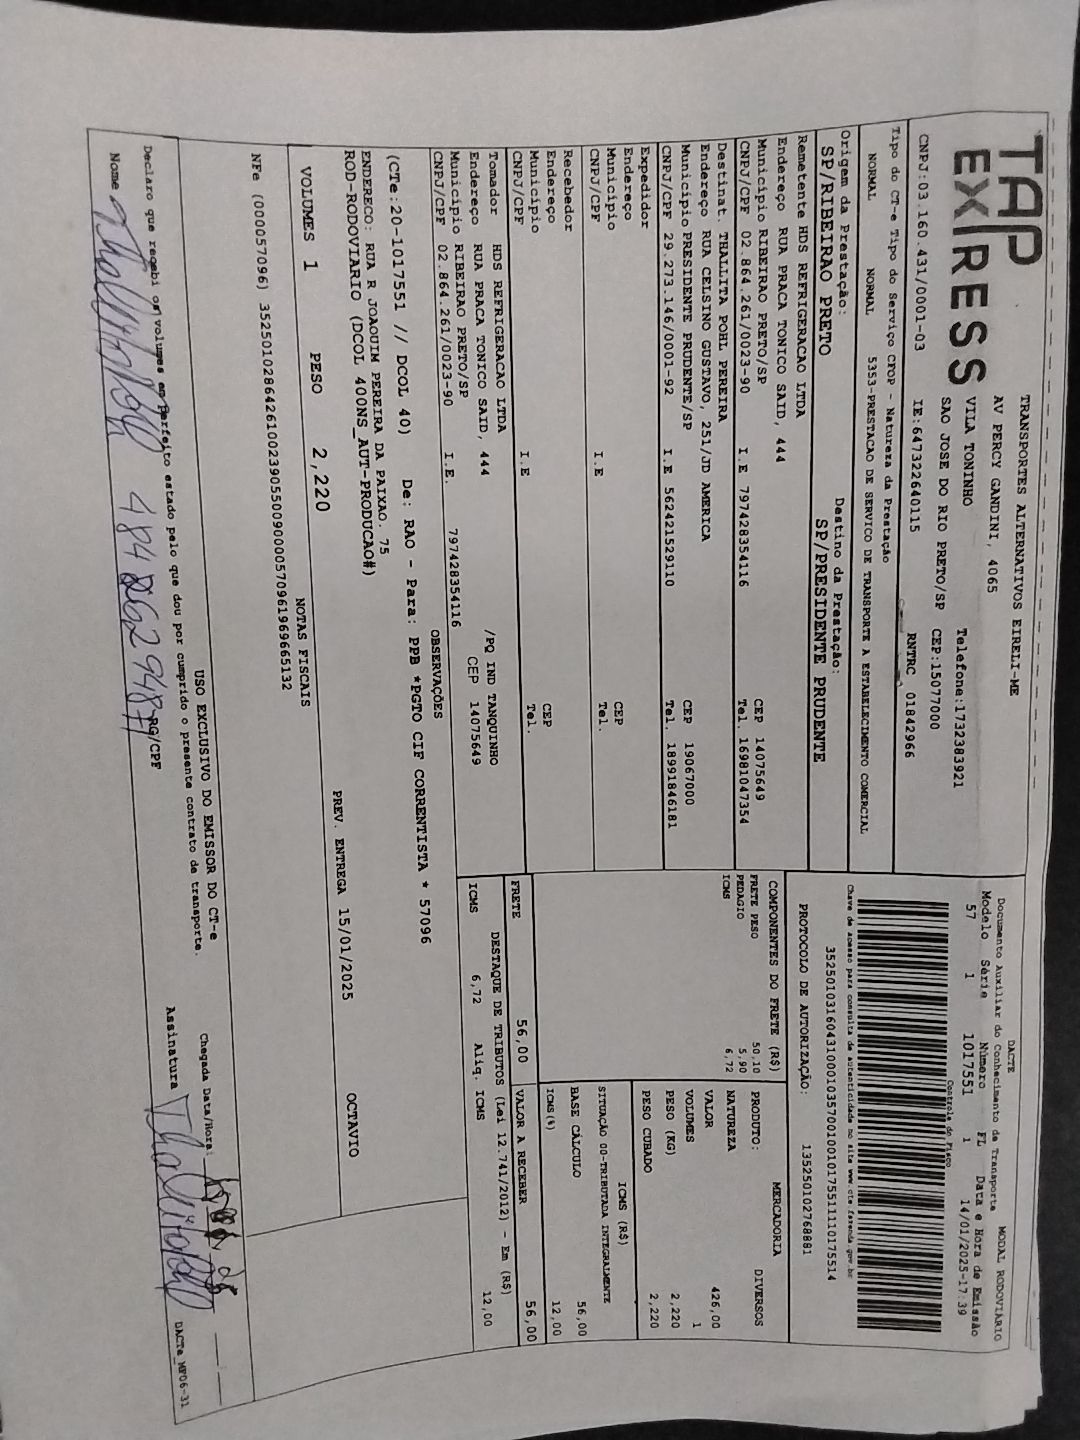 TAP EXPRESS
TRANSPORTES ALTERNATIVOS EIRELI-ME
AV PERCY GANDINI, 4065
VILA TONINHO Telefone:1732383921
SAO JOSE DO RIO PRETO/SP CEP:15077000
CNPJ:03.160.431/0001-03 IE:647322640115 RNTRC 01842966
Tipo do CT-e Tipo do Serviço CFOP - Natureza da Prestação
NORMAL NORMAL 5353-PRESTACAO DE SERVICO DE TRANSPORTE A ESTABELECIMENTO COMERCIAL
Origem da Prestação: Destino da Prestação:
SP/RIBEIRAO PRETO SP/PRESIDENTE PRUDENTE
DACTE MODAL RODOVIÁRIO
Documento Auxiliar do Conhecimento de Transporte
Modelo Série Número FL Data e Hora de Emissão
57 1 1017551 1 14/01/2025-17:39
Controle do Fisco
Chave de acesso para consulta de autenticidade no site www.cte.fazenda.gov.br
PROTOCOLO DE AUTORIZAÇÃO: 135250102768881
Remetente HDS REFRIGERACAO LTDA
Endereço RUA PRACA TONICO SAID, 444
Município RIBEIRAO PRETO/SP CEP 14075649
CNPJ/CPF 02.864.261/0023-90 I.E 797428354116 Tel. 16981047354
Destinat. THALLITA POHL PEREIRA
Endereço RUA CELSINO GUSTAVO, 251/JD AMERICA
Município PRESIDENTE PRUDENTE/SP CEP 19067000
CNPJ/CPF 29.273.146/0001-92 I.E 562421529110 Tel. 18991846181
Expedidor
Endereço
Município CEP
CNPJ/CPF I.E Tel.
Recebedor
Endereço
Município CEP
CNPJ/CPF I.E Tel.
Tomador HDS REFRIGERACAO LTDA
Endereço RUA PRACA TONICO SAID, 444 /PQ IND TANQUINHO
Município RIBEIRAO PRETO/SP CEP 14075649
CNPJ/CPF 02.864.261/0023-90 I.E. 797428354116
COMPONENTES DO FRETE (R$)
FRETE PESO 50,10
PEDAGIO 5,90
ICMS 6,72
MERCADORIA
PRODUTO: DIVERSOS
NATUREZA
VALOR 426,00
VOLUMES 1
PESO (KG) 2,220
PESO CUBADO 2,220
ICMS (R$)
SITUAÇÃO 00-TRIBUTADA INTEGRALMENTE
BASE CÁLCULO 56,00
ICMS(%) 12,00
FRETE 56,00 VALOR A RECEBER 56,00
DESTAQUE DE TRIBUTOS (Lei 12.741/2012) - Em (R$)
ICMS 6,72 Aliq. ICMS 12,00
OBSERVAÇÕES
(CTe:20-1017551 // DCOL 40) De: RAO - Para: PPB *PGTO CIF CORRENTISTA * 57096
ENDERECO: RUA R JOAQUIM PEREIRA DA PAIXAO. 75
ROD-RODOVIARIO (DCOL 400NS_AUT-PRODUCAO#)
VOLUMES 1 PESO 2,220 PREV. ENTREGA 15/01/2025 OCTAVIO
NOTAS FISCAIS
NFe (000057096)
USO EXCLUSIVO DO EMISSOR DO CT-e
Declaro que recebi os volumes em perfeito estado pelo que dou por cumprido o presente contrato de transporte. Chegada Data/Hora:
Nome RG/CPF Assinatura
DACTe_MP06-31